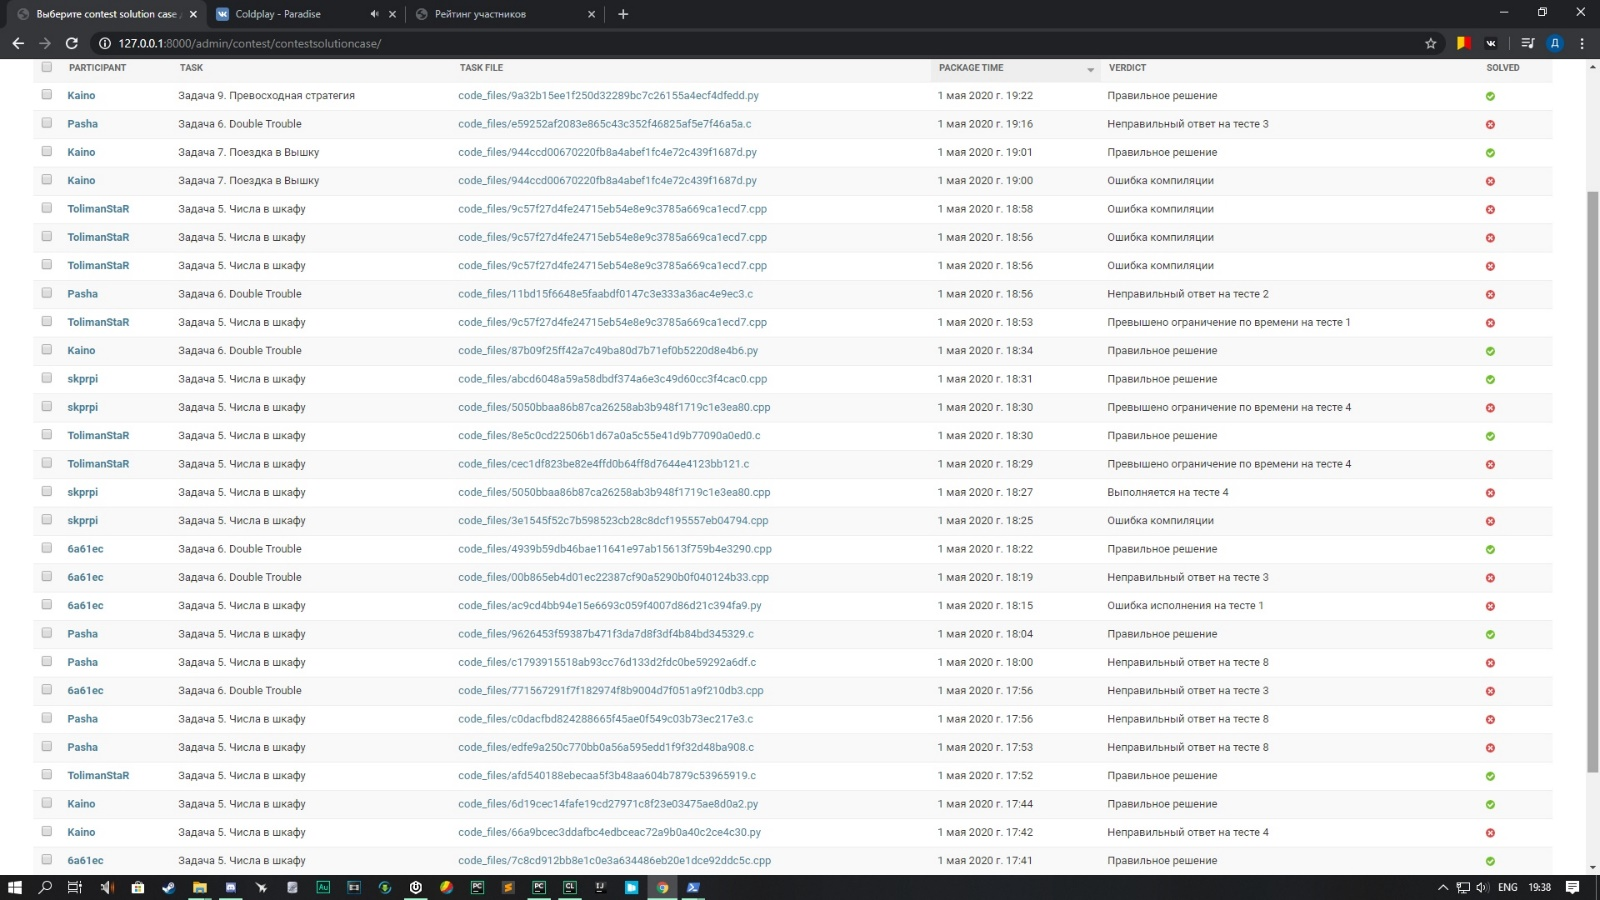 Выберите contest solution case
Coldplay - Paradise
Рейтинг участников
127.0.0.1:8000/admin/contest/contestsolutioncase/
PARTICIPANT TASK TASK FILE PACKAGE TIME VERDICT SOLVED
Kaino Задача 9. Превосходная стратегия code_files/9a32b15ee1f250d32289bc7c26155a4ecf4dfedd.py 1 мая 2020 г. 19:22 Правильное решение
Pasha Задача 6. Double Trouble code_files/e59252af2083e865c43c352f46825af5e7f46a5a.c 1 мая 2020 г. 19:16 Неправильный ответ на тесте 3
Kaino Задача 7. Поездка в Вышку code_files/944ccd00670220fb8a4abef1fc4e72c439f1687d.py 1 мая 2020 г. 19:01 Правильное решение
Kaino Задача 7. Поездка в Вышку code_files/944ccd00670220fb8a4abef1fc4e72c439f1687d.py 1 мая 2020 г. 19:00 Ошибка компиляции
TolimanStaR Задача 5. Числа в шкафу code_files/9c57f27d4fe24715eb54e8e9c3785a669ca1ecd7.cpp 1 мая 2020 г. 18:58 Ошибка компиляции
TolimanStaR Задача 5. Числа в шкафу code_files/9c57f27d4fe24715eb54e8e9c3785a669ca1ecd7.cpp 1 мая 2020 г. 18:56 Ошибка компиляции
TolimanStaR Задача 5. Числа в шкафу code_files/9c57f27d4fe24715eb54e8e9c3785a669ca1ecd7.cpp 1 мая 2020 г. 18:56 Ошибка компиляции
Pasha Задача 6. Double Trouble code_files/11bd15f6648e5faabdf0147c3e333a36ac4e9ec3.c 1 мая 2020 г. 18:56 Неправильный ответ на тесте 2
TolimanStaR Задача 5. Числа в шкафу code_files/9c57f27d4fe24715eb54e8e9c3785a669ca1ecd7.cpp 1 мая 2020 г. 18:53 Превышено ограничение по времени на тесте 1
Kaino Задача 6. Double Trouble code_files/87b09f25ff42a7c49ba80d7b71ef0b5220d8e4b6.py 1 мая 2020 г. 18:34 Правильное решение
skprpi Задача 5. Числа в шкафу code_files/abcd6048a59a58dbdf374a6e3c49d60cc3f4cac0.cpp 1 мая 2020 г. 18:31 Правильное решение
skprpi Задача 5. Числа в шкафу code_files/5050bbaa86b87ca26258ab3b948f1719c1e3ea80.cpp 1 мая 2020 г. 18:30 Превышено ограничение по времени на тесте 4
TolimanStaR Задача 5. Числа в шкафу code_files/8e5c0cd22506b1d67a0a5c55e41d9b77090a0ed0.c 1 мая 2020 г. 18:30 Правильное решение
TolimanStaR Задача 5. Числа в шкафу code_files/cec1df823be82e4ffd0b64ff8d7644e4123bb121.c 1 мая 2020 г. 18:29 Превышено ограничение по времени на тесте 4
skprpi Задача 5. Числа в шкафу code_files/5050bbaa86b87ca26258ab3b948f1719c1e3ea80.cpp 1 мая 2020 г. 18:27 Выполняется на тесте 4
skprpi Задача 5. Числа в шкафу code_files/3e1545f52c7b598523cb28c8dcf195557eb04794.cpp 1 мая 2020 г. 18:25 Ошибка компиляции
6a61ec Задача 6. Double Trouble code_files/4939b59db46bae11641e97ab15613f759b4e3290.cpp 1 мая 2020 г. 18:22 Правильное решение
6a61ec Задача 6. Double Trouble code_files/00b865eb4d01ec22387cf90a5290b0f040124b33.cpp 1 мая 2020 г. 18:19 Неправильный ответ на тесте 3
6a61ec Задача 5. Числа в шкафу code_files/ac9cd4bb94e15e6693c059f4007d86d21c394fa9.py 1 мая 2020 г. 18:15 Ошибка исполнения на тесте 1
Pasha Задача 5. Числа в шкафу code_files/9626453f59387b471f3da7d8f3df4b84bd345329.c 1 мая 2020 г. 18:04 Правильное решение
Pasha Задача 5. Числа в шкафу code_files/c1793915518ab93cc76d133d2fdc0be59292a6df.c 1 мая 2020 г. 18:00 Неправильный ответ на тесте 8
6a61ec Задача 6. Double Trouble code_files/771567291f7f182974f8b9004d7f051a9f210db3.cpp 1 мая 2020 г. 17:56 Неправильный ответ на тесте 3
Pasha Задача 5. Числа в шкафу code_files/c0dacfbd824288665f45ae0f549c03b73ec217e3.c 1 мая 2020 г. 17:56 Неправильный ответ на тесте 8
Pasha Задача 5. Числа в шкафу code_files/edfe9a250c770bb0a56a595edd1f9f32d48ba908.c 1 мая 2020 г. 17:53 Неправильный ответ на тесте 8
TolimanStaR Задача 5. Числа в шкафу code_files/afd540188ebecaa5f3b48aa604b7879c53965919.c 1 мая 2020 г. 17:52 Правильное решение
Kaino Задача 5. Числа в шкафу code_files/6d19cec14fafe19cd27971c8f23e03475ae8d0a2.py 1 мая 2020 г. 17:44 Правильное решение
Kaino Задача 5. Числа в шкафу code_files/66a9bcec3ddafbc4edbceac72a9b0a40c2ce4c30.py 1 мая 2020 г. 17:42 Неправильный ответ на тесте 4
6a61ec Задача 5. Числа в шкафу code_files/7c8cd912bb8e1c0e3a634486eb20e1dce92ddc5c.cpp 1 мая 2020 г. 17:41 Правильное решение
ENG 19:38